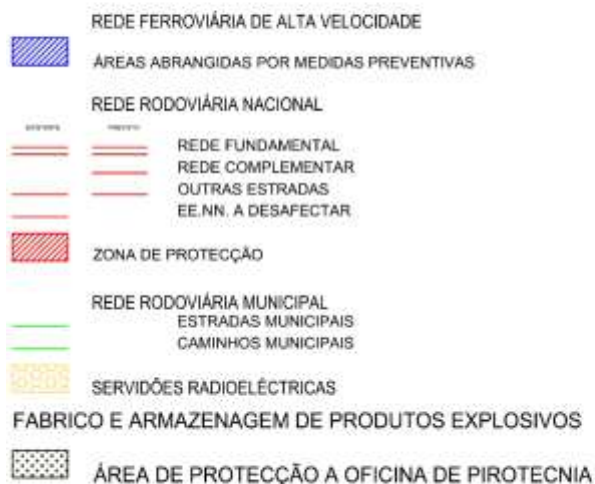 REDE FERROVIÁRIA DE ALTA VELOCIDADE
ÁREAS ABRANGIDAS POR MEDIDAS PREVENTIVAS
REDE RODOVIÁRIA NACIONAL
REDE FUNDAMENTAL
REDE COMPLEMENTAR
OUTRAS ESTRADAS
EE.NN. A DESAFECTAR
ZONA DE PROTECÇÃO
REDE RODOVIÁRIA MUNICIPAL
ESTRADAS MUNICIPAIS
CAMINHOS MUNICIPAIS
SERVIDÕES RADIOELÉCTRICAS
FABRICO E ARMAZENAGEM DE PRODUTOS EXPLOSIVOS
ÁREA DE PROTECÇÃO A OFICINA DE PIROTECNIA